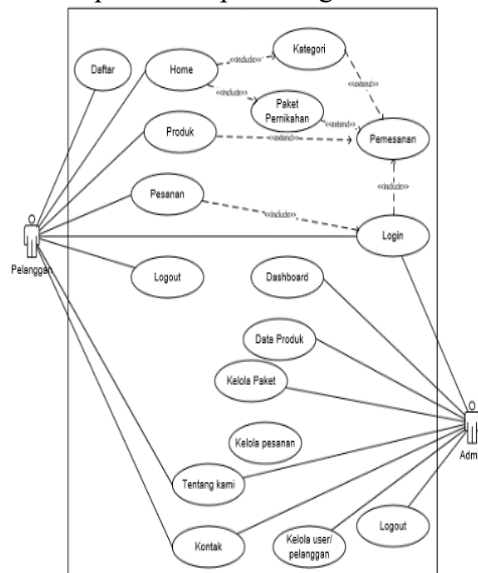 Daftar
Home
<<include>>
Kategori
<<include>>
Paket
Pernikahan
<<extend>>
<<extend>>
Produk
<<extend>>
Pemesanan
Pesanan
<<include>>
<<include>>
Login
Pelanggan
Logout
Dashboard
Data Produk
Kelola Paket
Kelola pesanan
Tentang kami
Kontak
Kelola user/
pelanggan
Logout
Adm